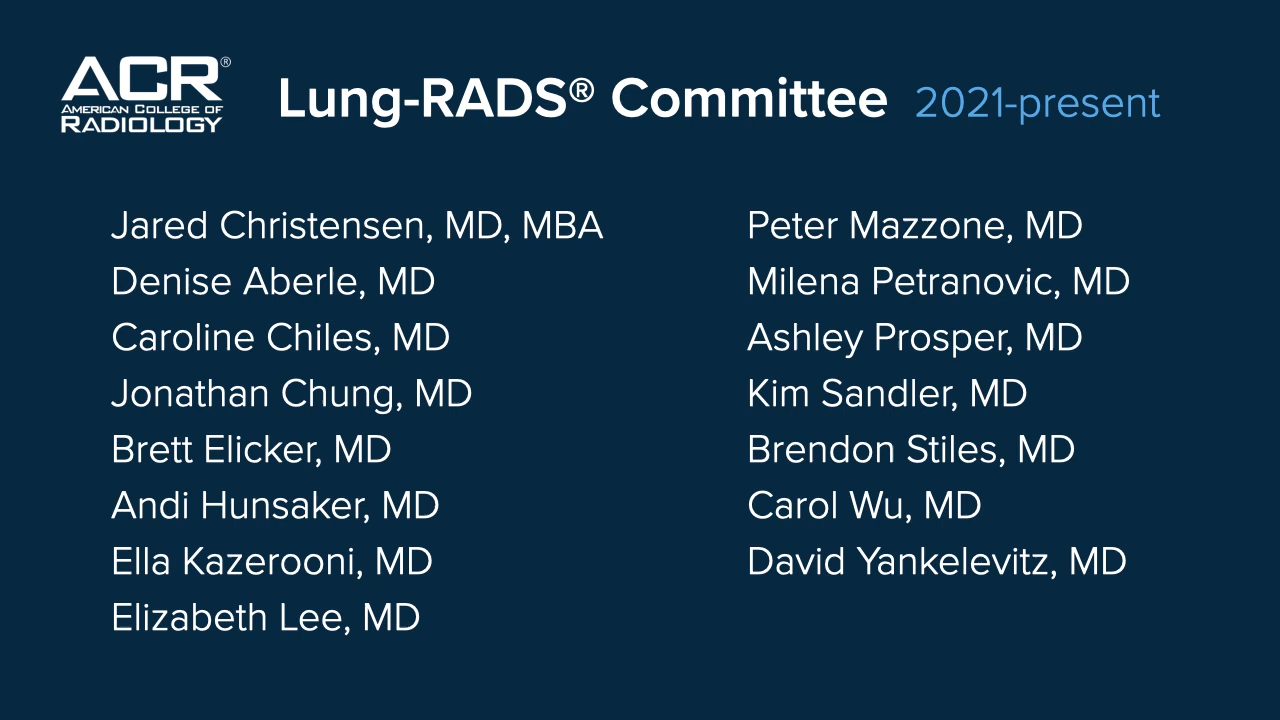 ACR®
AMERICAN COLLEGE OF
RADIOLOGY
Lung-RADS® Committee 2021-present
Jared Christensen, MD, MBA
Denise Aberle, MD
Caroline Chiles, MD
Jonathan Chung, MD
Brett Elicker, MD
Andi Hunsaker, MD
Ella Kazerooni, MD
Elizabeth Lee, MD
Peter Mazzone, MD
Milena Petranovic, MD
Ashley Prosper, MD
Kim Sandler, MD
Brendon Stiles, MD
Carol Wu, MD
David Yankelevitz, MD